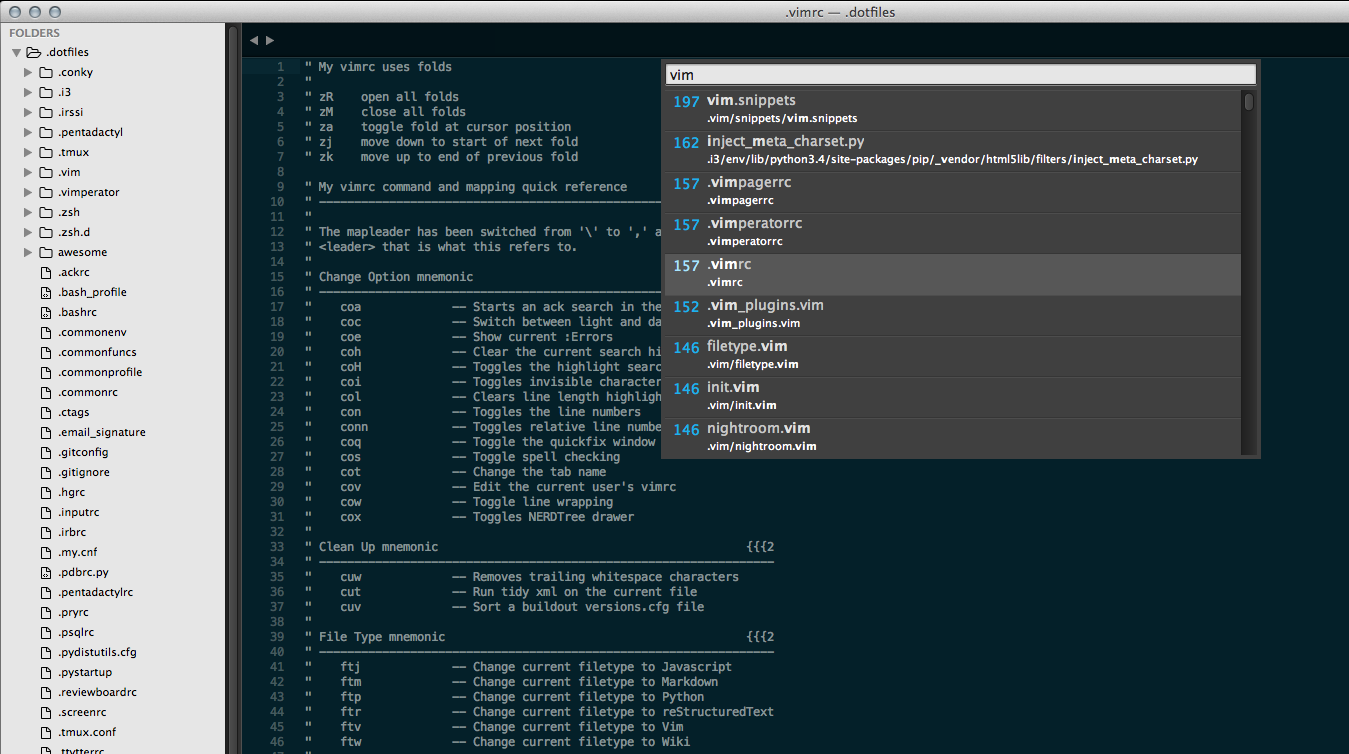 .vimrc — .dotfiles
FOLDERS
.dotfiles
.conky
.i3
.irssi
.pentadactyl
.tmux
.vim
.vimperator
.zsh
.zsh.d
awesome
.ackrc
.bash_profile
.bashrc
.commonenv
.commonfuncs
.commonprofile
.commonrc
.ctags
.email_signature
.gitconfig
.gitignore
.hgrc
.inputrc
.irbrc
.my.cnf
.pdbrc.py
.pentadactylrc
.pryrc
.psqlrc
.pydistutils.cfg
.pystartup
.reviewboardrc
.screenrc
.tmux.conf
.ttytterrc
1 " My vimrc uses folds
2 "
3 " zR open all folds
4 " zM close all folds
5 " za toggle fold at cursor position
6 " zj move down to start of next fold
7 " zk move up to end of previous fold
8
9 " My vimrc command and mapping quick reference
10 " ————————————————————————
11 "
12 " The mapleader has been switched from '\' to ',' a
13 " <leader> that is what this refers to.
14 "
15 " Change Option mnemonic
16 " ————————————————————————
17 " coa -- Starts an ack search in the
18 " coc -- Switch between light and da
19 " coe -- Show current :Errors
20 " coh -- Clear the current search hi
21 " coH -- Toggles the highlight searc
22 " coi -- Toggles invisible character
23 " col -- Clears line length highligh
24 " con -- Toggles the line numbers
25 " conn -- Toggles relative line numbe
26 " coq -- Toggle the quickfix window
27 " cos -- Toggle spell checking
28 " cot -- Change the tab name
29 " cov -- Edit the current user's vimrc
30 " cow -- Toggle line wrapping
31 " cox -- Toggles NERDTree drawer
32 "
33 " Clean Up mnemonic {{{2
34 " ————————————————————————————————
35 " cuw -- Removes trailing whitespace characters
36 " cut -- Run tidy xml on the current file
37 " cuv -- Sort a buildout versions.cfg file
38 "
39 " File Type mnemonic {{{2
40 " ————————————————————————————————
41 " ftj -- Change current filetype to Javascript
42 " ftm -- Change current filetype to Markdown
43 " ftp -- Change current filetype to Python
44 " ftr -- Change current filetype to reStructuredText
45 " ftv -- Change current filetype to Vim
46 " ftw -- Change current filetype to Wiki
vim
197 vim.snippets
.vim/snippets/vim.snippets
162 inject_meta_charset.py
.i3/env/lib/python3.4/site-packages/pip/_vendor/html5lib/filters/inject_meta_charset.py
157 .vimpagerrc
.vimpagerrc
157 .vimperatorrc
.vimperatorrc
157 .vimrc
.vimrc
152 .vim_plugins.vim
.vim_plugins.vim
146 filetype.vim
.vim/filetype.vim
146 init.vim
.vim/init.vim
146 nightroom.vim
.vim/nightroom.vim